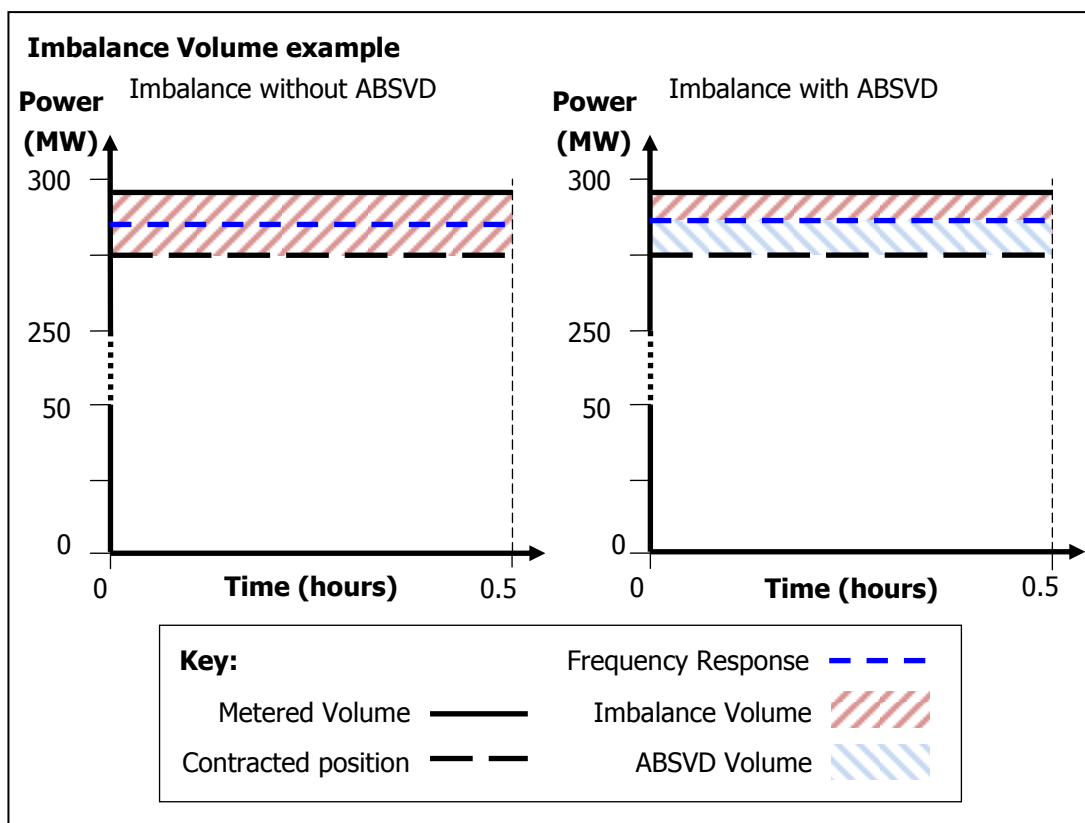 Imbalance Volume example
Imbalance without ABSVD
Power
(MW)
300
250
50
0
0
Time (hours)
0.5
Imbalance with ABSVD
Power
(MW)
300
250
50
0
0
Time (hours)
0.5
Key:
Frequency Response
Metered Volume
Imbalance Volume
Contracted position
ABSVD Volume